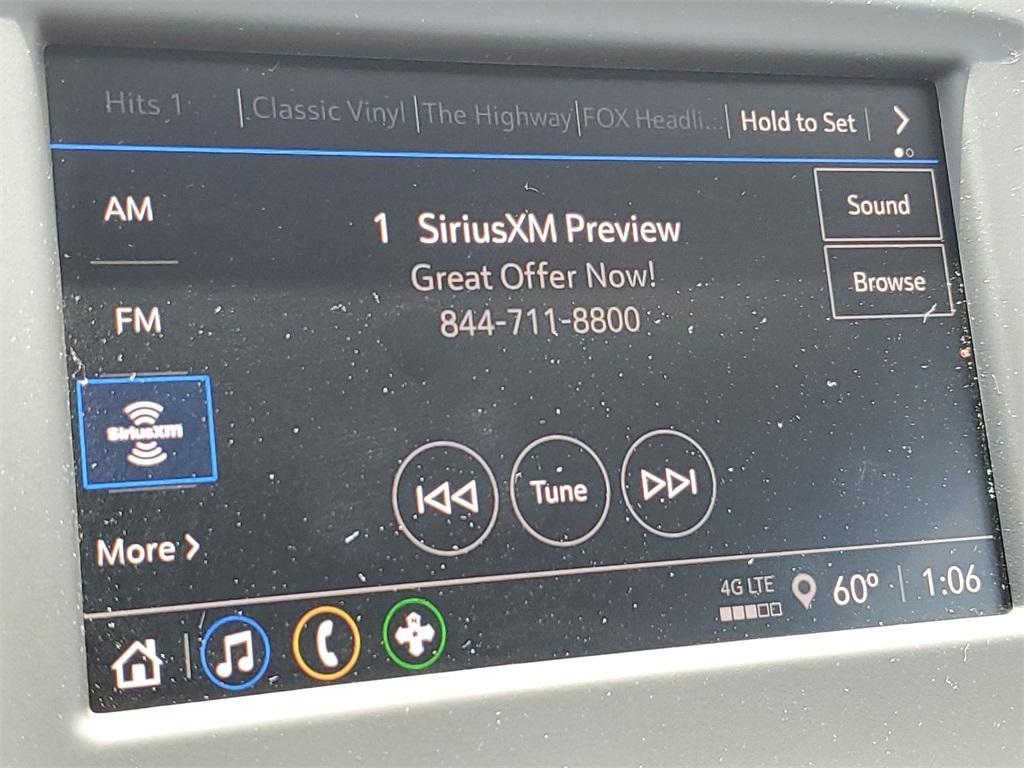 Hits 1 Classic Vinyl The Highway FOX Headli... Hold to Set
AM
1 SiriusXM Preview
Sound
Great Offer Now!
Browse
FM
844-711-8800
SiriusXM
Tune
More
4G LTE 60° 1:06